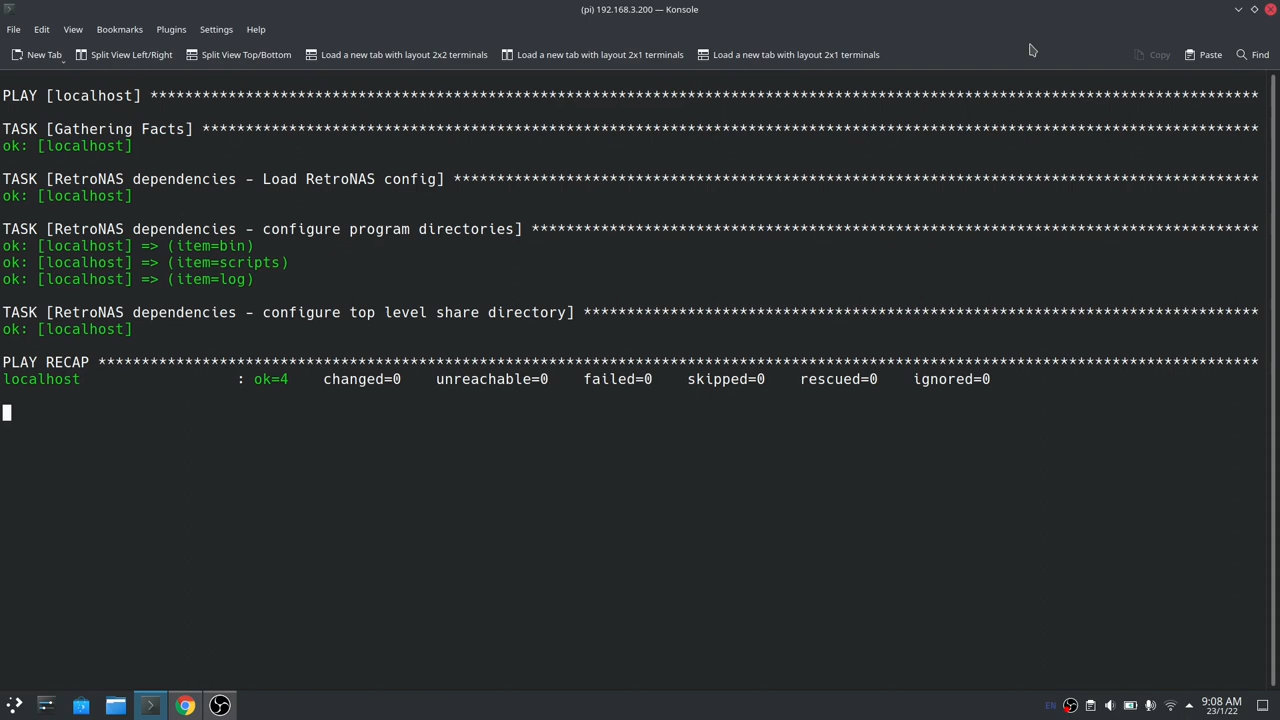 (pi) 192.168.3.200 — Konsole
File Edit View Bookmarks Plugins Settings Help
New Tab Split View Left/Right Split View Top/Bottom Load a new tab with layout 2x2 terminals Load a new tab with layout 2x1 terminals Load a new tab with layout 2x1 terminals Copy Paste Find
PLAY [localhost] *********************************************************************************************************************************
TASK [Gathering Facts] ***************************************************************************************************************************
ok: [localhost]
TASK [RetroNAS dependencies - Load RetroNAS config] **********************************************************************************************
ok: [localhost]
TASK [RetroNAS dependencies - configure program directories] *************************************************************************************
ok: [localhost] => (item=bin)
ok: [localhost] => (item=scripts)
ok: [localhost] => (item=log)
TASK [RetroNAS dependencies - configure top level share directory] *******************************************************************************
ok: [localhost]
PLAY RECAP ***************************************************************************************************************************************
localhost : ok=4 changed=0 unreachable=0 failed=0 skipped=0 rescued=0 ignored=0
EN 9:08 AM
23/1/22